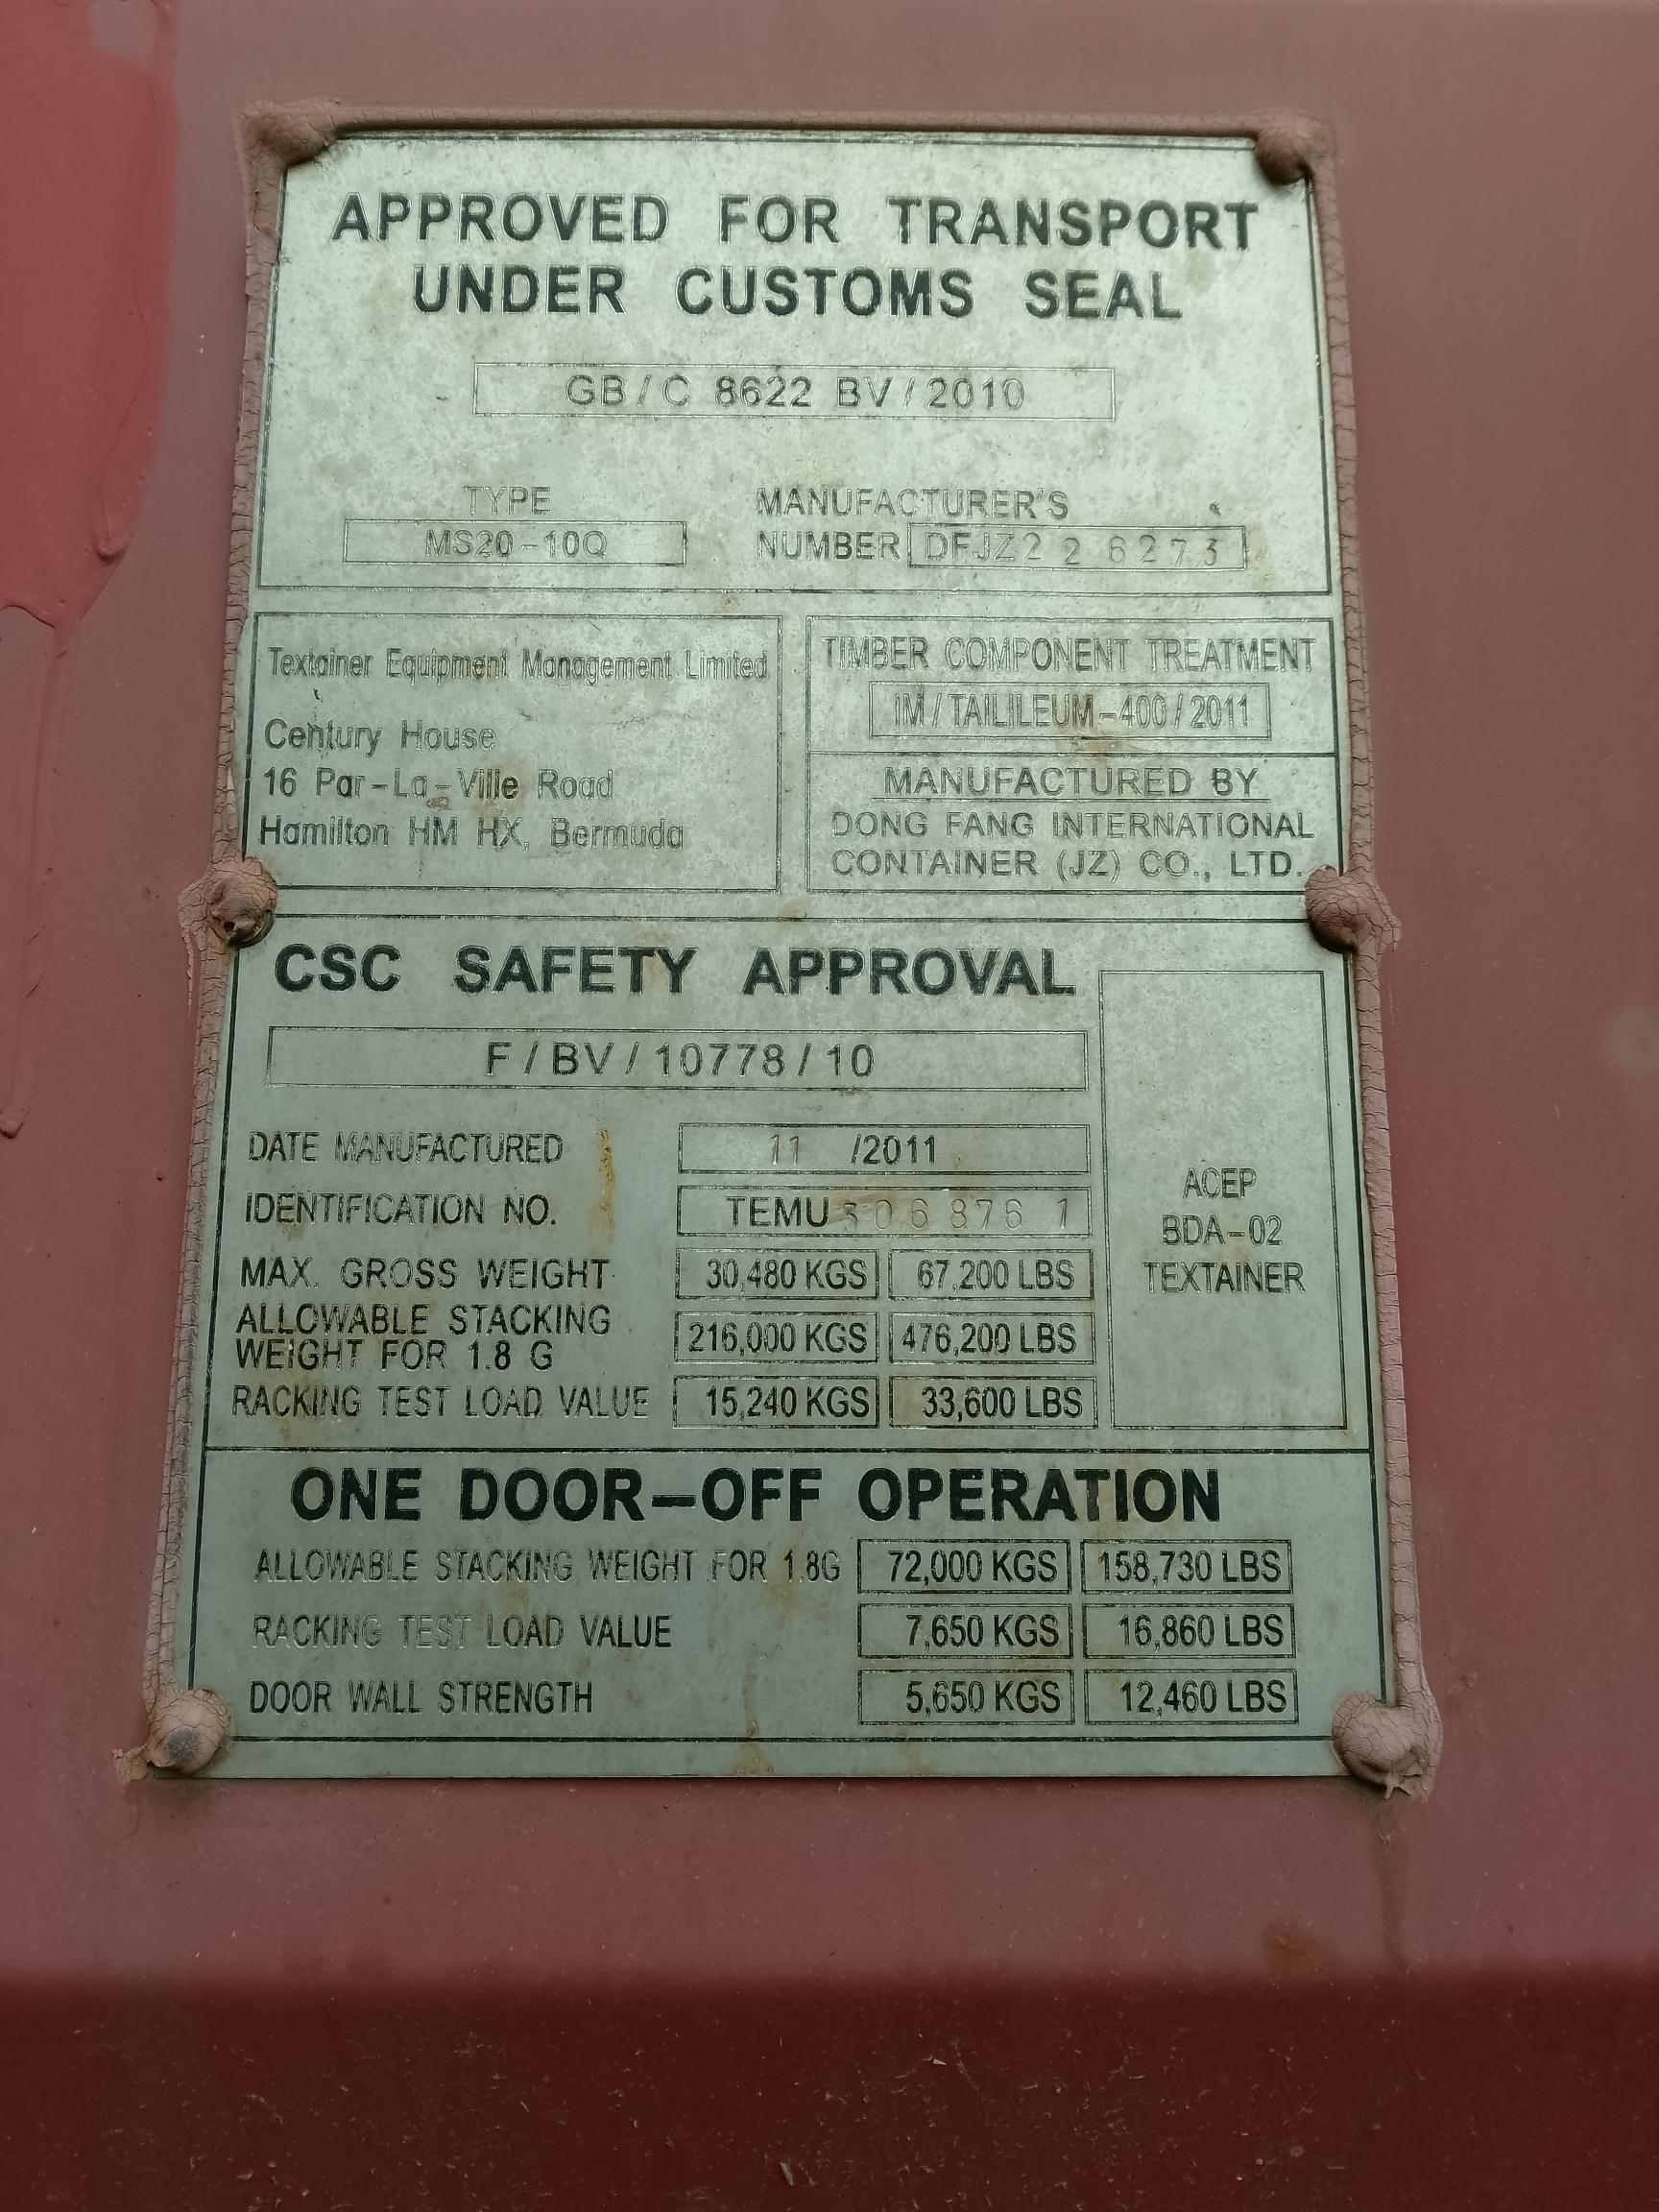 APPROVED FOR TRANSPORT
UNDER CUSTOMS SEAL
GB/C 8622 BV/2010
TYPE
MS20-10Q
MANUFACTURER'S
NUMBER DFJZ226273
Textainer Equipment Management Limited
Century House
16 Par-La-Ville Road
Hamilton HM HX, Bermuda
TIMBER COMPONENT TREATMENT
IM/TAILILEUM-400/2011
MANUFACTURED BY
DONG FANG INTERNATIONAL
CONTAINER (JZ) CO., LTD.
CSC SAFETY APPROVAL
F/BV/10778/10
DATE MANUFACTURED 11 /2011
IDENTIFICATION NO. TEMU 306876 1
MAX. GROSS WEIGHT 30,480 KGS 67,200 LBS
ALLOWABLE STACKING
WEIGHT FOR 1.8 G 216,000 KGS 476,200 LBS
RACKING TEST LOAD VALUE 15,240 KGS 33,600 LBS
ACEP
BDA-02
TEXTAINER
ONE DOOR-OFF OPERATION
ALLOWABLE STACKING WEIGHT FOR 1.8G 72,000 KGS 158,730 LBS
RACKING TEST LOAD VALUE 7,650 KGS 16,860 LBS
DOOR WALL STRENGTH 5,650 KGS 12,460 LBS